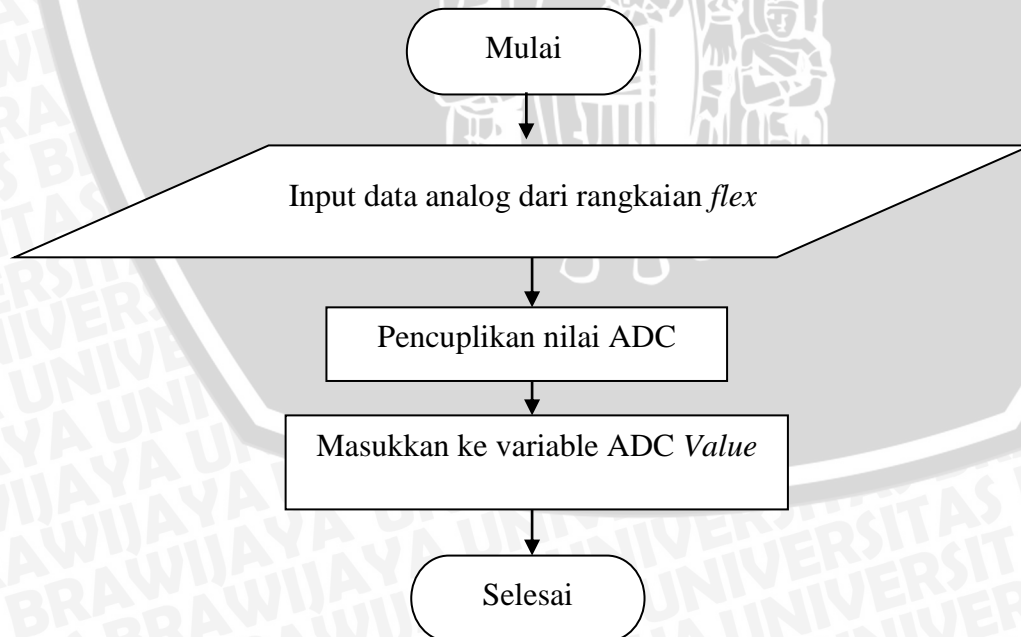 Mulai
Input data analog dari rangkaian flex
Pencuplikan nilai ADC
Masukkan ke variable ADC Value
Selesai